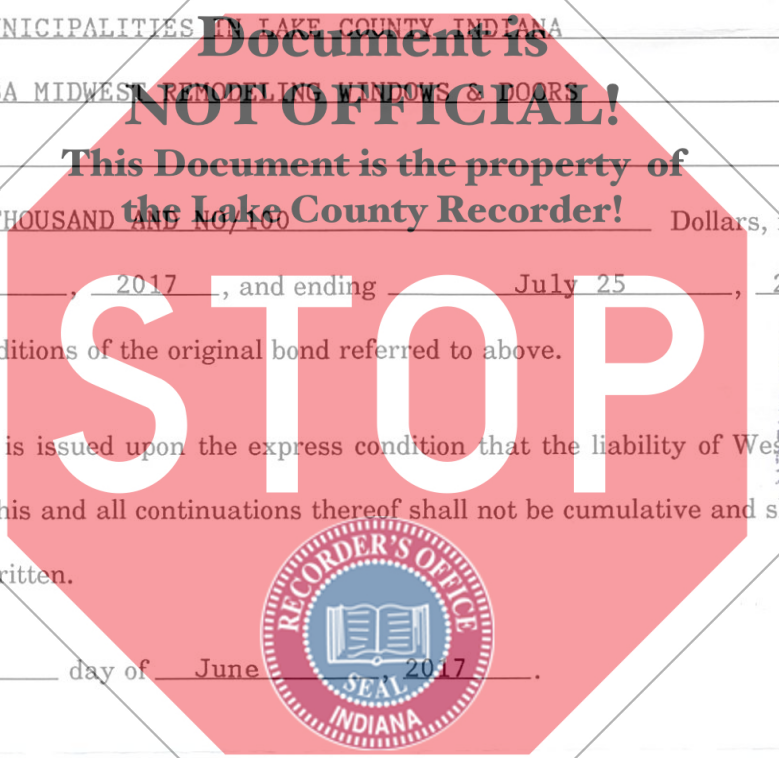 NICIPALITIES IN LAKE COUNTY, INDIANA
Document is
A MIDWEST REMODELING WINDOWS & DOORS
NOT OFFICIAL!
This Document is the property of
the Lake County Recorder!
THOUSAND AND NO/100 Dollars,
, 2017, and ending July 25, 2
ditions of the original bond referred to above.
STOP
is issued upon the express condition that the liability of Wes
his and all continuations thereof shall not be cumulative and s
ritten.
RECORDER'S OFFICE
day of June, 2017.
SEAL
INDIANA